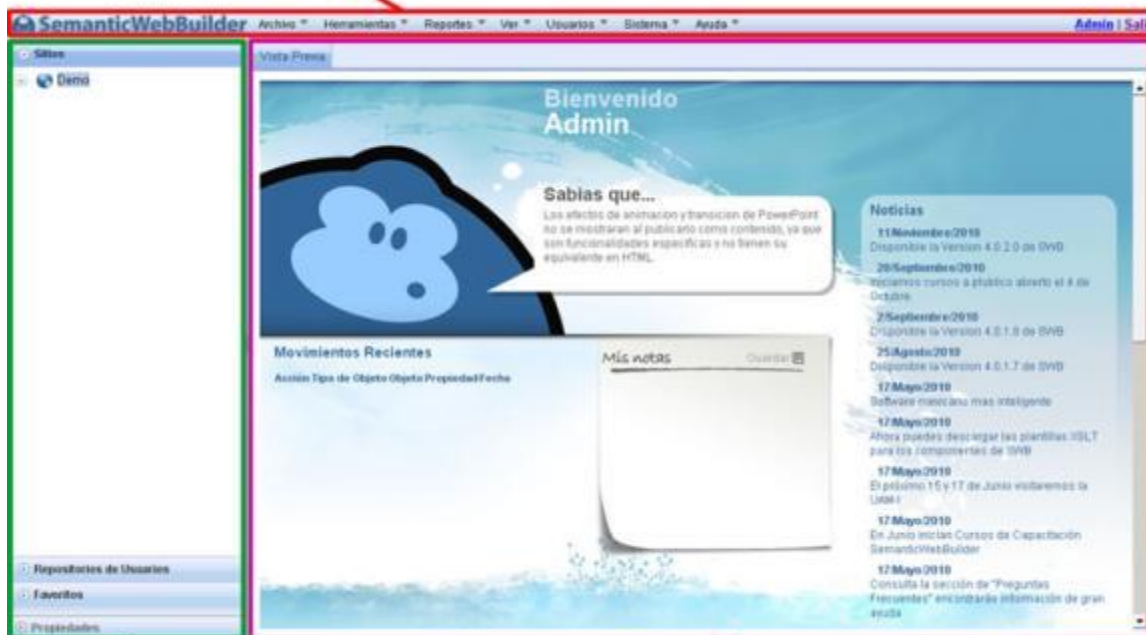 SemanticWebBuilder Archivo Herramientas Reportes Ver Usuarios Sistema Ayuda Admin | Sali
Sitios
Demo
Repositorios de Usuarios
Favoritos
Propiedades
Vista Previa
Bienvenido
Admin
Sabias que...
Los efectos de animacion y transicion de PowerPoint
no se mostraran al publicarlo como contenido, ya que
son funcionalidades especificas y no tienen su
equivalente en HTML.
Movimientos Recientes
Acción Tipo de Objeto Objeto Propiedad Fecha
Mis notas Guardar
Noticias
11/Noviembre/2010
Disponible la Version 4.0.2.0 de SWB
20/Septiembre/2010
Iniciamos cursos a publico abierto el 4 de
Octubre.
2/Septiembre/2010
Disponible la Version 4.0.1.8 de SWB
25/Agosto/2010
Disponible la Version 4.0.1.7 de SWB
17/Mayo/2010
Software mexicano mas inteligente
17/Mayo/2010
Ahora puedes descargar las plantillas XSLT
para los componentes de SWB
17/Mayo/2010
El próximo 15 y 17 de Junio visitaremos la
17/Mayo/2010
En Junio inician Cursos de Capacitación
SemanticWebBuilder
17/Mayo/2010
Consulta la sección de "Preguntas
Frecuentes" encontrarás información de gran
ayuda